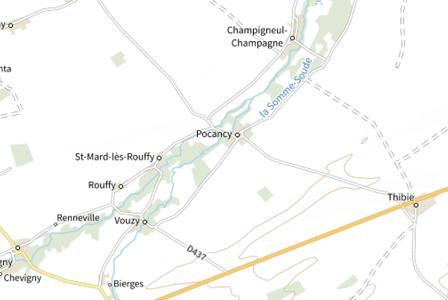 Champigneul-
Champagne
la Somme-Soude
Pocancy
St-Mard-lès-Rouffy
Rouffy
Thibie
Renneville
Vouzy
D437
Chevigny
Bierges